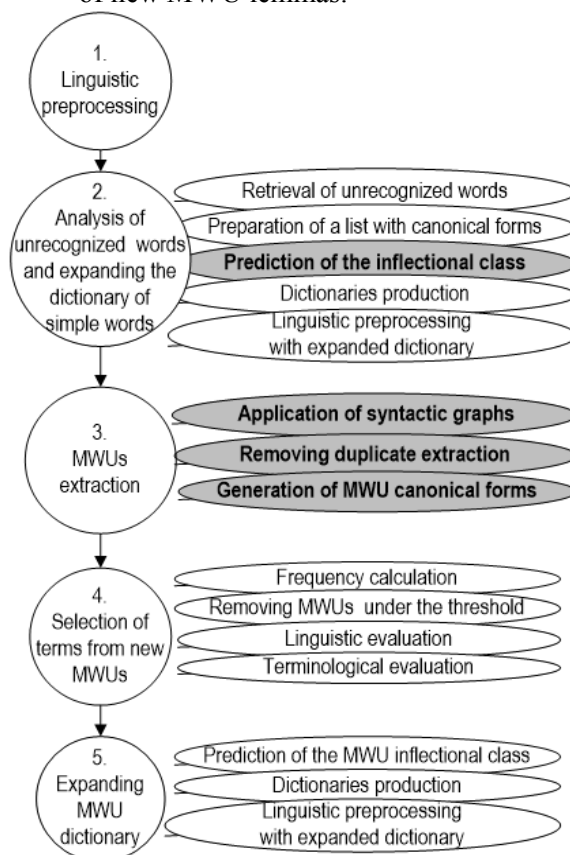 of new MWU lemmas.
1.
Linguistic
preprocessing
2.
Analysis of
unrecognized words
and expanding the
dictionary of
simple words
Retrieval of unrecognized words
Preparation of a list with canonical forms
Prediction of the inflectional class
Dictionaries production
Linguistic preprocessing
with expanded dictionary
3.
MWUs
extraction
Application of syntactic graphs
Removing duplicate extraction
Generation of MWU canonical forms
4.
Selection of
terms from new
MWUs
Frequency calculation
Removing MWUs under the threshold
Linguistic evaluation
Terminological evaluation
5.
Expanding
MWU
dictionary
Prediction of the MWU inflectional class
Dictionaries production
Linguistic preprocessing
with expanded dictionary